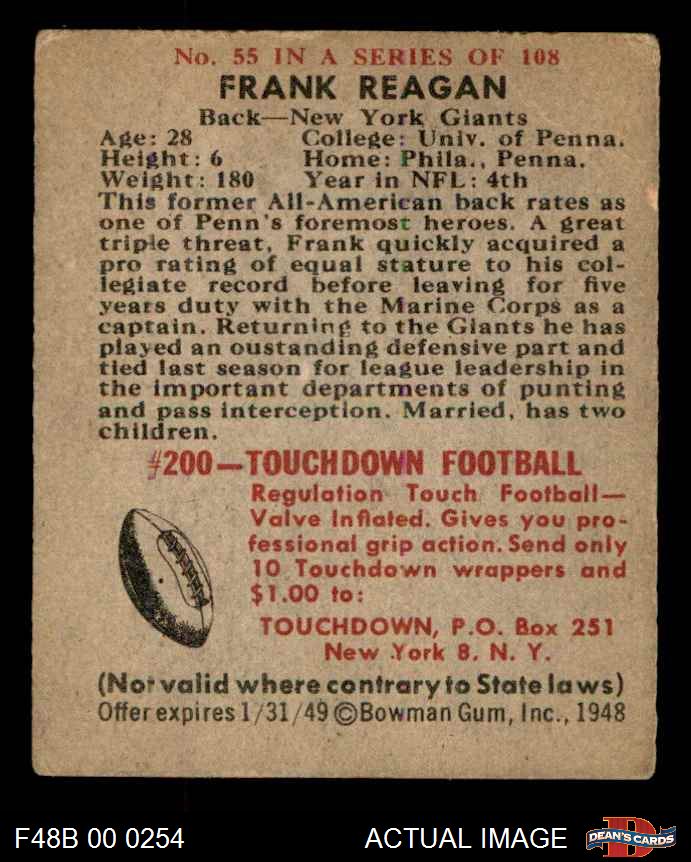 No. 55 IN A SERIES OF 108
FRANK REAGAN
Back—New York Giants
Age: 28 College: Univ. of Penna.
Height: 6 Home: Phila., Penna.
Weight: 180 Year in NFL: 4th
This former All-American back rates as
one of Penn's foremost heroes. A great
triple threat, Frank quickly acquired a
pro rating of equal stature to his col-
legiate record before leaving for five
years duty with the Marine Corps as a
captain. Returning to the Giants he has
played an oustanding defensive part and
tied last season for league leadership in
the important departments of punting
and pass interception. Married, has two
children.
#200—TOUCHDOWN FOOTBALL
Regulation Touch Football—
Valve Inflated. Gives you pro-
fessional grip action. Send only
10 Touchdown wrappers and
$1.00 to:
TOUCHDOWN, P.O. Box 251
New York 8, N. Y.
(Not valid where contrary to State laws)
Offer expires 1/31/49 ©Bowman Gum, Inc., 1948
F48B 00 0254 ACTUAL IMAGE
D
DEAN'S CARDS